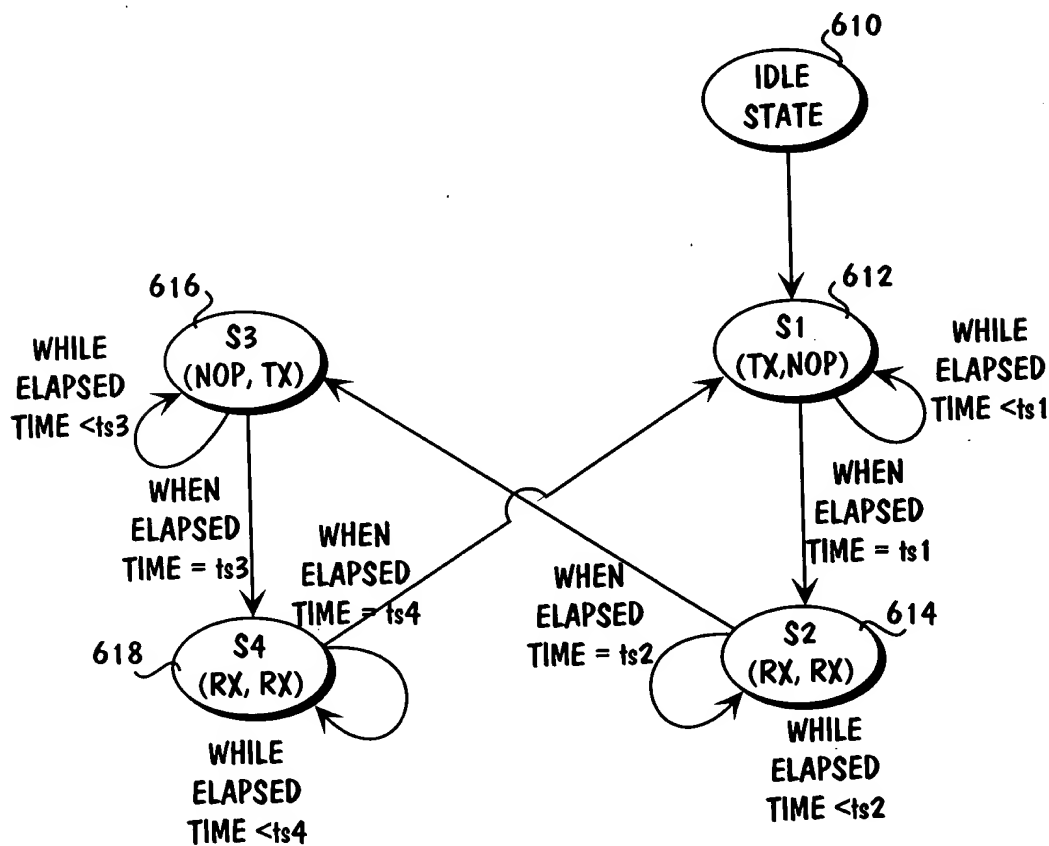 610
IDLE
STATE
616
612
S3
(NOP, TX)
S1
(TX,NOP)
WHILE
ELAPSED
TIME <ts3
WHILE
ELAPSED
TIME <ts1
WHEN
ELAPSED
TIME = ts3
WHEN
ELAPSED
TIME = ts4
WHEN
ELAPSED
TIME = ts2
WHEN
ELAPSED
TIME = ts1
618
S4
(RX, RX)
614
S2
(RX, RX)
WHILE
ELAPSED
TIME <ts4
WHILE
ELAPSED
TIME <ts2